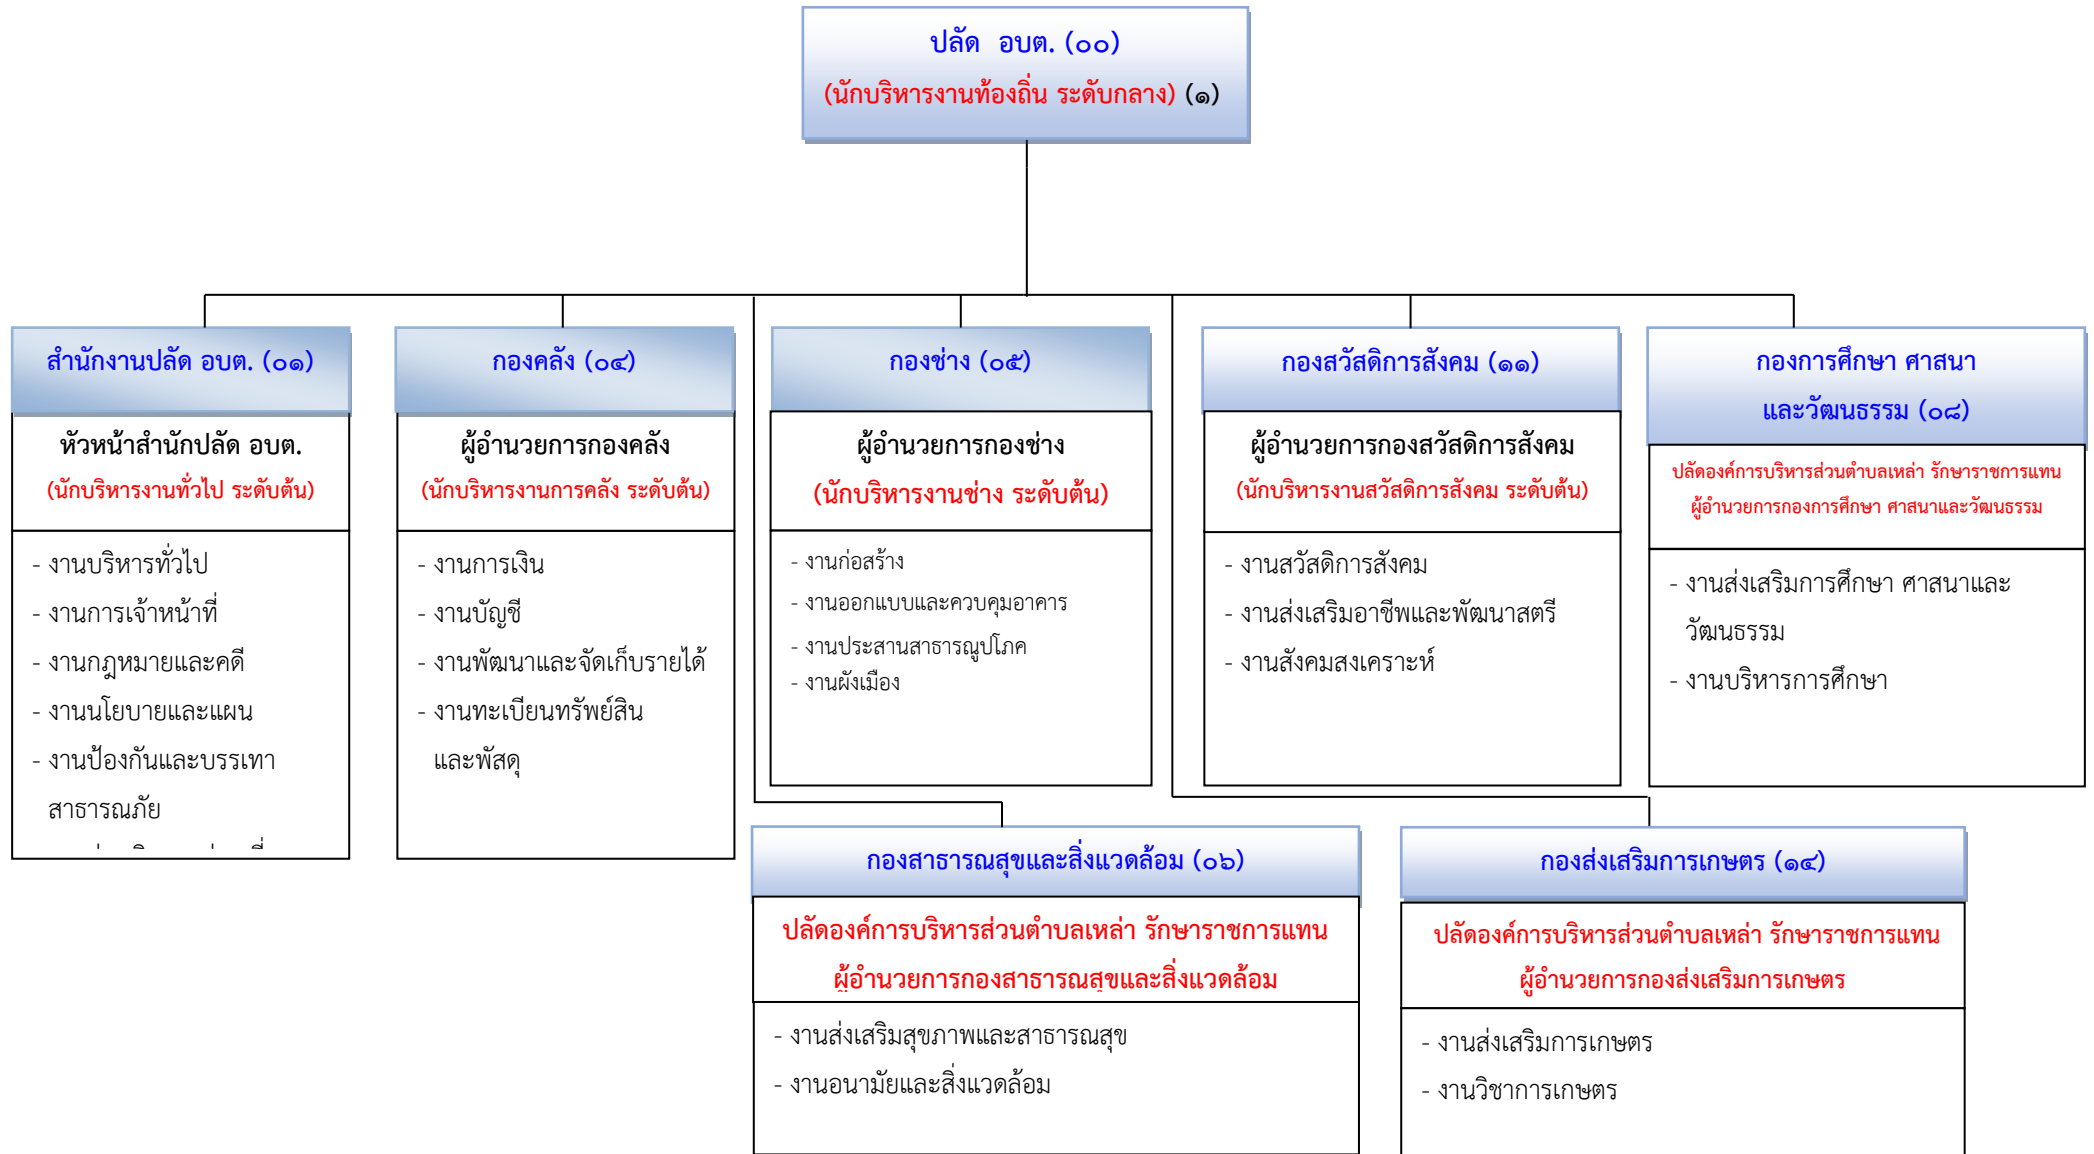 ปลัด อบต. (๐๐)
(นักบริหารงานท้องถิ่น ระดับกลาง) (๑)
สำนักงานปลัด อบต. (๐๑)
หัวหน้าสำนักปลัด อบต.
(นักบริหารงานทั่วไป ระดับต้น)
- งานบริหารทั่วไป
- งานการเจ้าหน้าที่
- งานกฎหมายและคดี
- งานนโยบายและแผน
- งานป้องกันและบรรเทา
สาธารณภัย
กองคลัง (๐๔)
ผู้อำนวยการกองคลัง
(นักบริหารงานการคลัง ระดับต้น)
- งานการเงิน
- งานบัญชี
- งานพัฒนาและจัดเก็บรายได้
- งานทะเบียนทรัพย์สิน
และพัสดุ
กองช่าง (๐๕)
ผู้อำนวยการกองช่าง
(นักบริหารงานช่าง ระดับต้น)
- งานก่อสร้าง
- งานออกแบบและควบคุมอาคาร
- งานประสานสาธารณูปโภค
- งานผังเมือง
กองสวัสดิการสังคม (๑๑)
ผู้อำนวยการกองสวัสดิการสังคม
(นักบริหารงานสวัสดิการสังคม ระดับต้น)
- งานสวัสดิการสังคม
- งานส่งเสริมอาชีพและพัฒนาสตรี
- งานสังคมสงเคราะห์
กองการศึกษา ศาสนา
และวัฒนธรรม (๐๘)
ปลัดองค์การบริหารส่วนตำบลเหล่า รักษาราชการแทน
ผู้อำนวยการกองการศึกษา ศาสนาและวัฒนธรรม
- งานส่งเสริมการศึกษา ศาสนาและ
วัฒนธรรม
- งานบริหารการศึกษา
กองสาธารณสุขและสิ่งแวดล้อม (๐๖)
ปลัดองค์การบริหารส่วนตำบลเหล่า รักษาราชการแทน
ผู้อำนวยการกองสาธารณสุขและสิ่งแวดล้อม
- งานส่งเสริมสุขภาพและสาธารณสุข
- งานอนามัยและสิ่งแวดล้อม
กองส่งเสริมการเกษตร (๑๔)
ปลัดองค์การบริหารส่วนตำบลเหล่า รักษาราชการแทน
ผู้อำนวยการกองส่งเสริมการเกษตร
- งานส่งเสริมการเกษตร
- งานวิชาการเกษตร